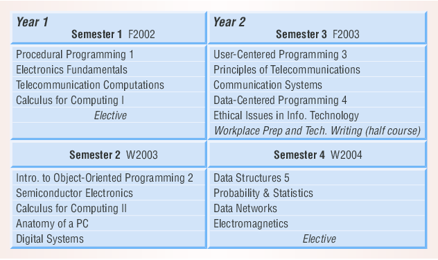 Year 1
Semester 1 F2002
Procedural Programming 1
Electronics Fundamentals
Telecommunication Computations
Calculus for Computing I
Elective
Year 2
Semester 3 F2003
User-Centered Programming 3
Principles of Telecommunications
Communication Systems
Data-Centered Programming 4
Ethical Issues in Info. Technology
Workplace Prep and Tech. Writing (half course)
Semester 2 W2003
Intro. to Object-Oriented Programming 2
Semiconductor Electronics
Calculus for Computing II
Anatomy of a PC
Digital Systems
Semester 4 W2004
Data Structures 5
Probability & Statistics
Data Networks
Electromagnetics
Elective